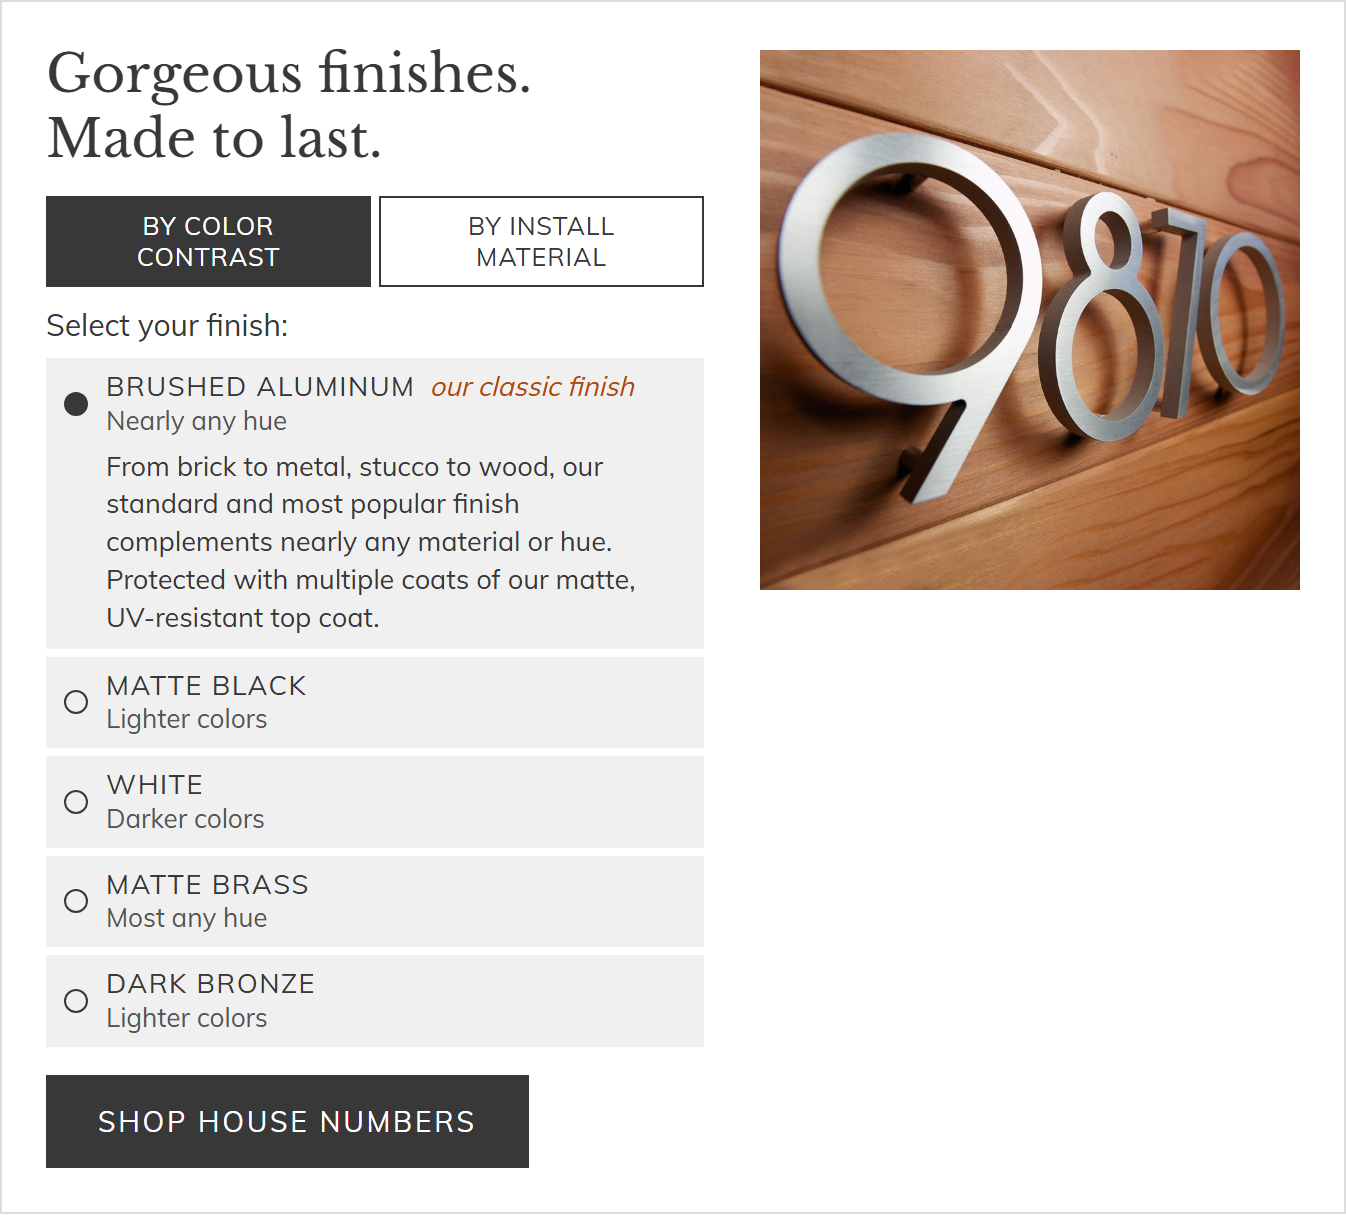 Gorgeous finishes.
Made to last.
BY COLOR
CONTRAST
BY INSTALL
MATERIAL
Select your finish:
BRUSHED ALUMINUM our classic finish
Nearly any hue
From brick to metal, stucco to wood, our
standard and most popular finish
complements nearly any material or hue.
Protected with multiple coats of our matte,
UV-resistant top coat.
MATTE BLACK
Lighter colors
WHITE
Darker colors
MATTE BRASS
Most any hue
DARK BRONZE
Lighter colors
SHOP HOUSE NUMBERS
9870